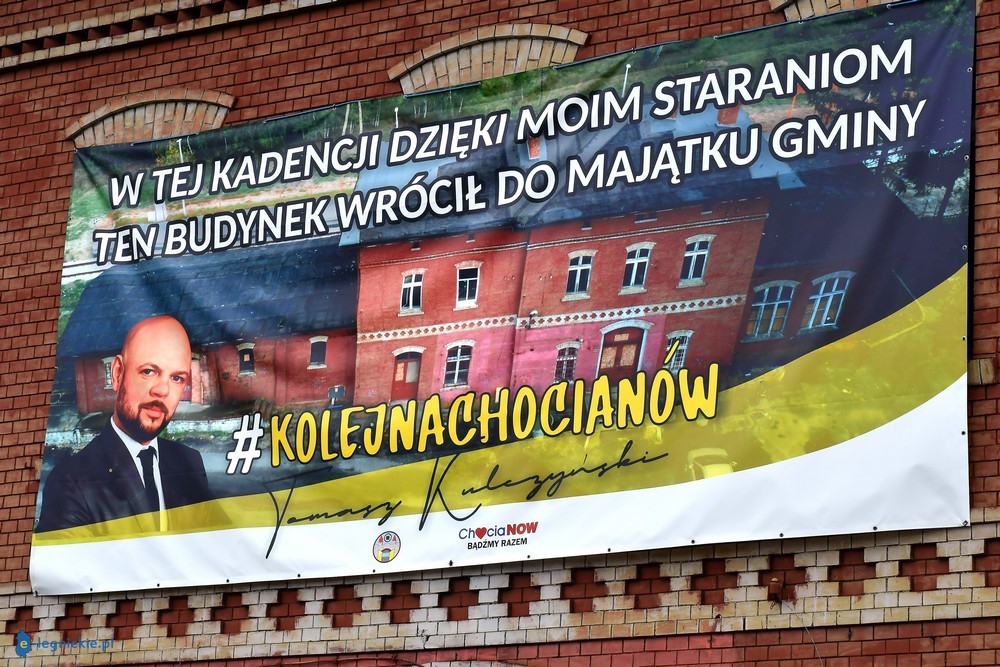 W TEJ KADENCJI DZIĘKI MOIM STARANIOM
TEN BUDYNEK WRÓCIŁ DO MAJĄTKU GMINY
#KOLEJNACHOCIANÓW
Tomasz Kulczyński
ChociaNOW
BĄDŹMY RAZEM
e-legnickie.pl